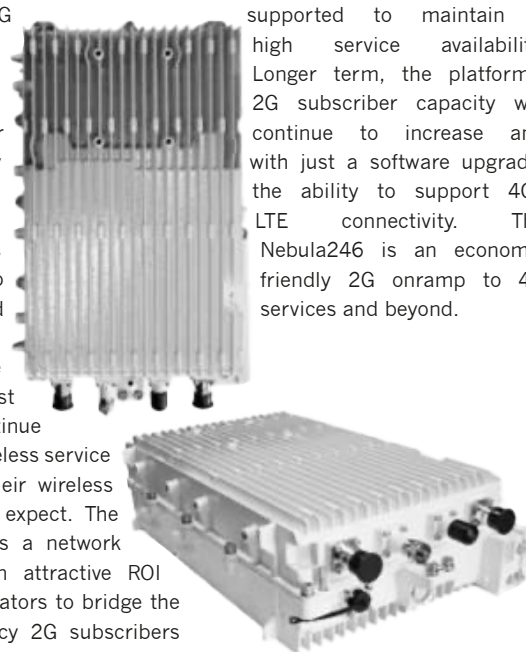 G
r
o
d
st
tinue
eless service
eir wireless
expect. The
s a network
n attractive ROI
ators to bridge the
cy 2G subscribers
supported to maintain
high service availabilit
Longer term, the platform
2G subscriber capacity w
continue to increase an
with just a software upgrad
the ability to support 4G
LTE connectivity. Th
Nebula246 is an econom
friendly 2G onramp to 4
services and beyond.